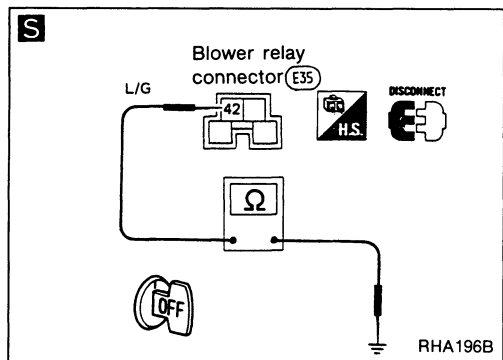 S
Blower relay
connector E35
L/G
42
H.S.
DISCONNECT
Ω
OFF
RHA196B